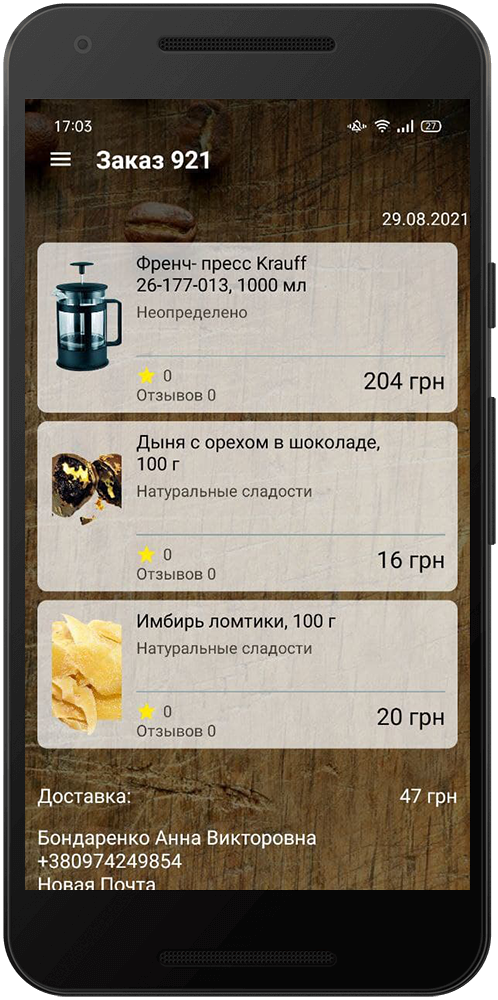 17:03
27
Заказ 921
29.08.2021
Френч- пресс Krauff
26-177-013, 1000 мл
Неопределено
0
Отзывов 0
204 грн
Дыня с орехом в шоколаде,
100 г
Натуральные сладости
0
Отзывов 0
16 грн
Имбирь ломтики, 100 г
Натуральные сладости
0
Отзывов 0
20 грн
Доставка: 47 грн
Бондаренко Анна Викторовна
+380974249854
Новая Почта